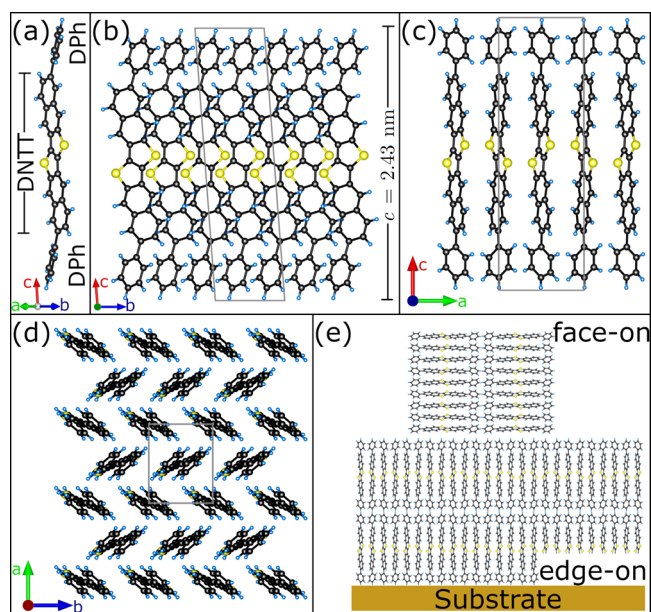 (a)
DPh
DNTT
DPh
c
a
b
(b)
c
b
c = 2.43 nm
(c)
c
a
(d)
a
b
(e)
face-on
edge-on
Substrate